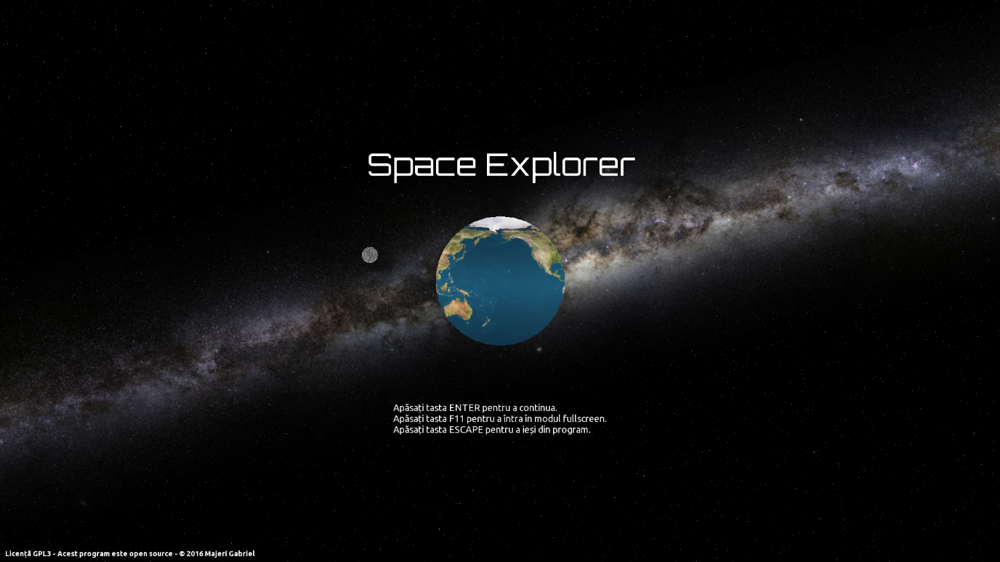 Space Explorer
Apăsați tasta ENTER pentru a continua.
Apăsați tasta F11 pentru a întra în modul fullscreen.
Apăsați tasta ESCAPE pentru a ieși din program.
Licență GPL3 - Acest program este open source - © 2016 Majeri Gabriel